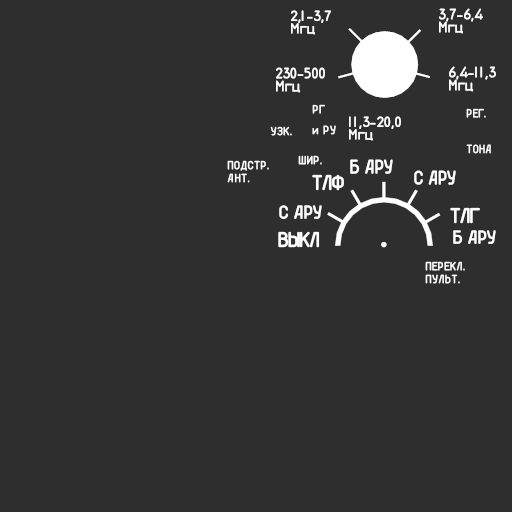 2,1-3,7
Мгц
3,7-6,4
Мгц
230-500
Мгц
6,4-11,3
Мгц
РГ
РЕГ.
УЗК.
и РУ
11,3-20,0
Мгц
ТОНА
ПОДСТР.
АНТ.
ШИР.
Б АРУ
ТЛФ
С АРУ
С АРУ
ТЛГ
ВЫКЛ
Б АРУ
ПЕРЕКЛ.
ПУЛЬТ.